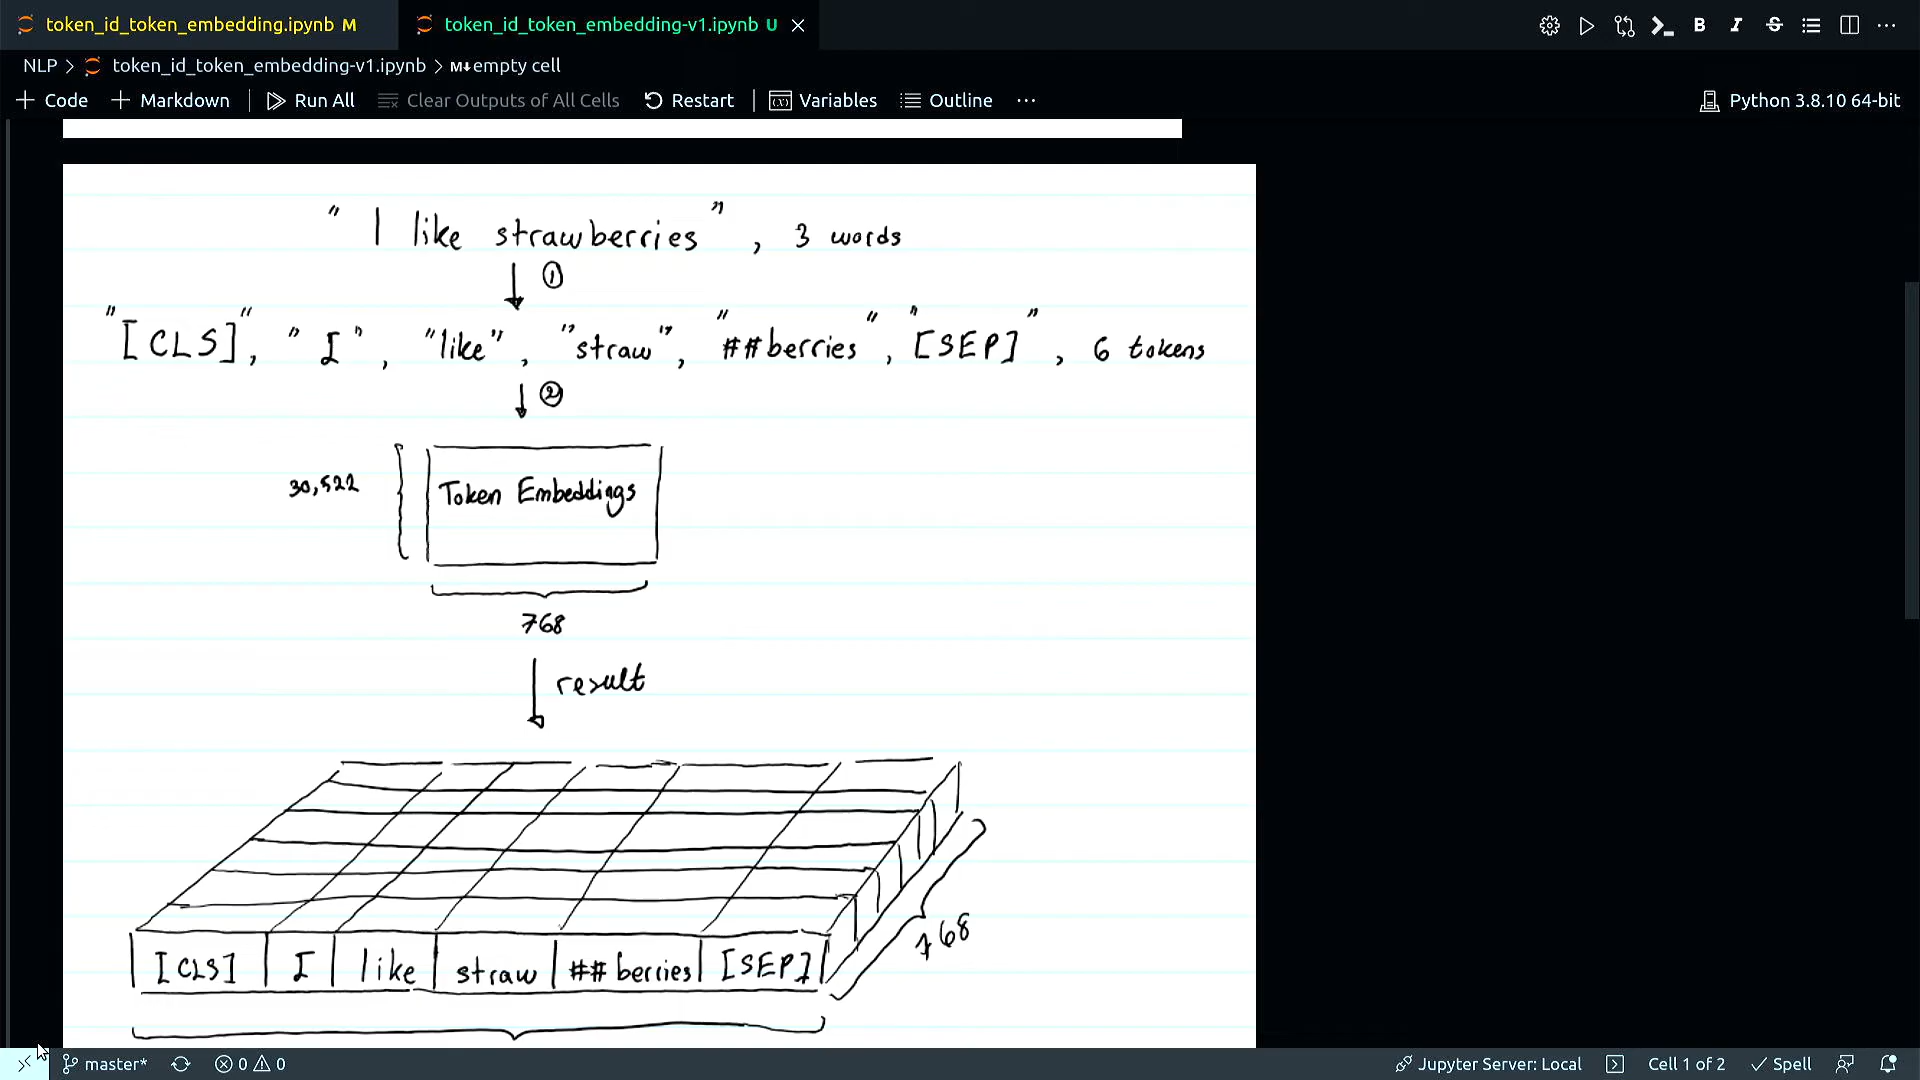 token_id_token_embedding.ipynb M
token_id_token_embedding-v1.ipynb U
NLP > token_id_token_embedding-v1.ipynb > M↓empty cell
+ Code + Markdown | Run All Clear Outputs of All Cells Restart | Variables Outline ... Python 3.8.10 64-bit
" I like strawberries " , 3 words
↓ ①
"[CLS]", "I", "like", "straw", "##berries", "[SEP]", 6 tokens
↓ ②
30,522 Token Embeddings
768
result
768
[CLS] I like straw ##berries [SEP]
master* 0 0 Jupyter Server: Local Cell 1 of 2 Spell